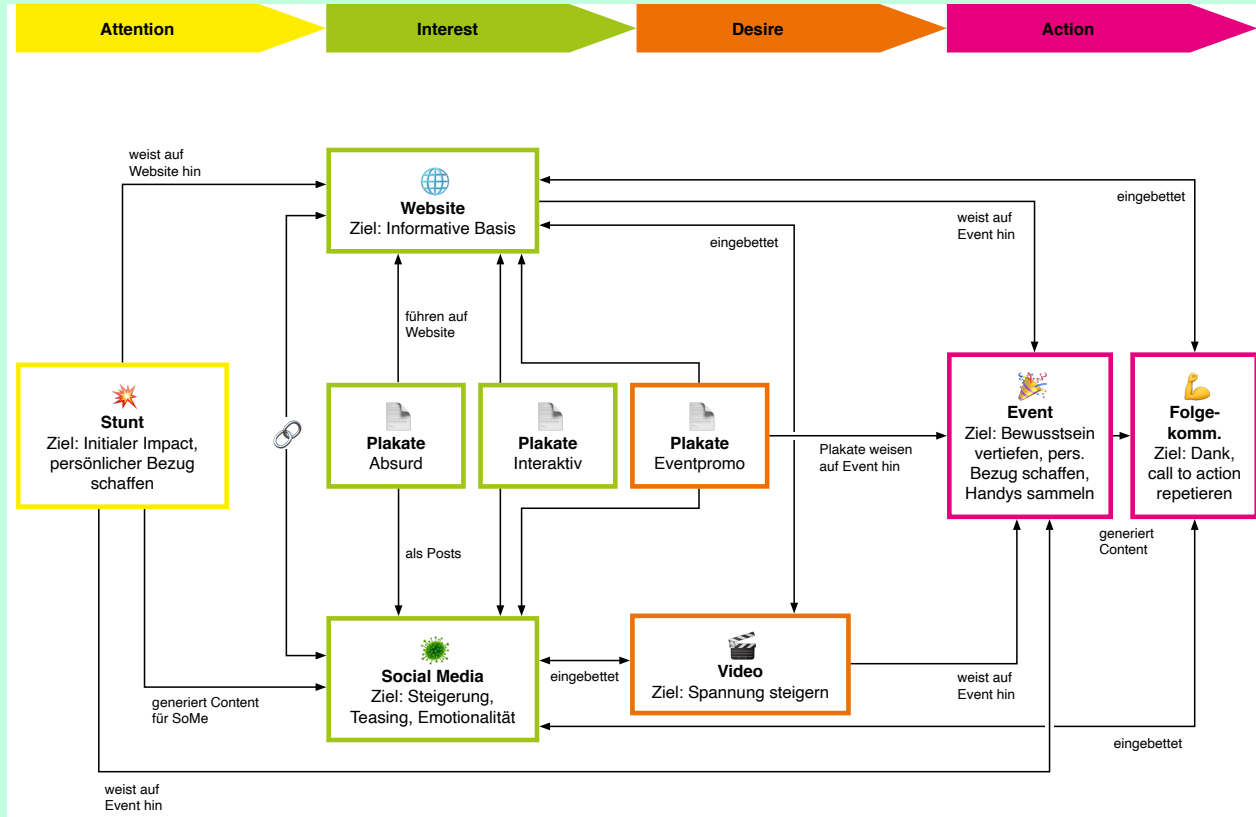 Attention
Interest
Desire
Action
weist auf
Website hin
Website
Ziel: Informative Basis
eingebettet
weist auf
Event hin
eingebettet
führen auf
Website
Stunt
Ziel: Initialer Impact,
persönlicher Bezug
schaffen
Plakate
Absurd
Plakate
Interaktiv
Plakate
Eventpromo
Plakate weisen
auf Event hin
Event
Ziel: Bewusstsein
vertiefen, pers.
Bezug schaffen,
Handys sammeln
Folge-
komm.
Ziel: Dank,
call to action
repetieren
als Posts
generiert
Content
Social Media
Ziel: Steigerung,
Teasing, Emotionalität
eingebettet
Video
Ziel: Spannung steigern
weist auf
Event hin
generiert Content
für SoMe
eingebettet
weist auf
Event hin